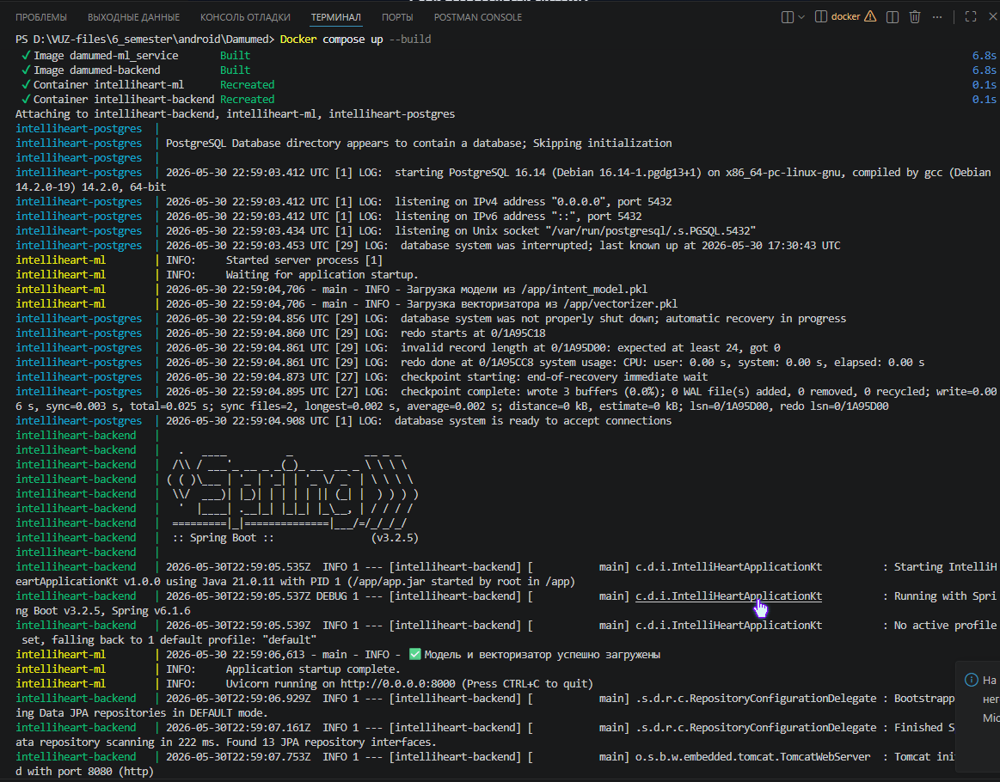 ПРОБЛЕМЫ ВЫХОДНЫЕ ДАННЫЕ КОНСОЛЬ ОТЛАДКИ ТЕРМИНАЛ ПОРТЫ POSTMAN CONSOLE docker
PS D:\VUZ-files\6_semester\android\Damumed> Docker compose up --build
✓ Image damumed-ml_service Built 6.8s
✓ Image damumed-backend Built 6.8s
✓ Container intelliheart-ml Recreated 0.1s
✓ Container intelliheart-backend Recreated 0.1s
Attaching to intelliheart-backend, intelliheart-ml, intelliheart-postgres
intelliheart-postgres |
intelliheart-postgres | PostgreSQL Database directory appears to contain a database; Skipping initialization
intelliheart-postgres |
intelliheart-postgres | 2026-05-30 22:59:03.412 UTC [1] LOG:  starting PostgreSQL 16.14 (Debian 16.14-1.pgdg13+1) on x86_64-pc-linux-gnu, compiled by gcc (Debian
14.2.0-19) 14.2.0, 64-bit
intelliheart-postgres | 2026-05-30 22:59:03.412 UTC [1] LOG:  listening on IPv4 address "0.0.0.0", port 5432
intelliheart-postgres | 2026-05-30 22:59:03.412 UTC [1] LOG:  listening on IPv6 address "::", port 5432
intelliheart-postgres | 2026-05-30 22:59:03.434 UTC [1] LOG:  listening on Unix socket "/var/run/postgresql/.s.PGSQL.5432"
intelliheart-postgres | 2026-05-30 22:59:03.453 UTC [29] LOG:  database system was interrupted; last known up at 2026-05-30 17:30:43 UTC
intelliheart-ml | INFO:     Started server process [1]
intelliheart-ml | INFO:     Waiting for application startup.
intelliheart-ml | 2026-05-30 22:59:04,706 - main - INFO - Загрузка модели из /app/intent_model.pkl
intelliheart-ml | 2026-05-30 22:59:04,706 - main - INFO - Загрузка векторизатора из /app/vectorizer.pkl
intelliheart-postgres | 2026-05-30 22:59:04.856 UTC [29] LOG:  database system was not properly shut down; automatic recovery in progress
intelliheart-postgres | 2026-05-30 22:59:04.860 UTC [29] LOG:  redo starts at 0/1A95C18
intelliheart-postgres | 2026-05-30 22:59:04.861 UTC [29] LOG:  invalid record length at 0/1A95D00: expected at least 24, got 0
intelliheart-postgres | 2026-05-30 22:59:04.861 UTC [29] LOG:  redo done at 0/1A95CC8 system usage: CPU: user: 0.00 s, system: 0.00 s, elapsed: 0.00 s
intelliheart-postgres | 2026-05-30 22:59:04.873 UTC [27] LOG:  checkpoint starting: end-of-recovery immediate wait
intelliheart-postgres | 2026-05-30 22:59:04.895 UTC [27] LOG:  checkpoint complete: wrote 3 buffers (0.0%); 0 WAL file(s) added, 0 removed, 0 recycled; write=0.00
6 s, sync=0.003 s, total=0.025 s; sync files=2, longest=0.002 s, average=0.002 s; distance=0 kB, estimate=0 kB; lsn=0/1A95D00, redo lsn=0/1A95D00
intelliheart-postgres | 2026-05-30 22:59:04.908 UTC [1] LOG:  database system is ready to accept connections
intelliheart-backend |
intelliheart-backend |   .   ____          _            __ _ _
intelliheart-backend |  /\\ / ___'_ __ _ _(_)_ __  __ _ \ \ \ \
intelliheart-backend | ( ( )\___ | '_ | '_| | '_ \/ _` | \ \ \ \
intelliheart-backend |  \\/  ___)| |_)| | | | | || (_| |  ) ) ) )
intelliheart-backend |   '  |____| .__|_| |_|_| |_\__, | / / / /
intelliheart-backend |  =========|_|==============|___/=/_/_/_/
intelliheart-backend |  :: Spring Boot ::                (v3.2.5)
intelliheart-backend |
intelliheart-backend | 2026-05-30T22:59:05.535Z  INFO 1 --- [intelliheart-backend] [           main] c.d.i.IntelliHeartApplicationKt          : Starting IntelliH
eartApplicationKt v1.0.0 using Java 21.0.11 with PID 1 (/app/app.jar started by root in /app)
intelliheart-backend | 2026-05-30T22:59:05.537Z DEBUG 1 --- [intelliheart-backend] [           main] c.d.i.IntelliHeartApplicationKt          : Running with Spri
ng Boot v3.2.5, Spring v6.1.6
intelliheart-backend | 2026-05-30T22:59:05.539Z  INFO 1 --- [intelliheart-backend] [           main] c.d.i.IntelliHeartApplicationKt          : No active profile
set, falling back to 1 default profile: "default"
intelliheart-ml | 2026-05-30 22:59:06,613 - main - INFO - ✅ Модель и векторизатор успешно загружены
intelliheart-ml | INFO:     Application startup complete.
intelliheart-ml | INFO:     Uvicorn running on http://0.0.0.0:8000 (Press CTRL+C to quit)
intelliheart-backend | 2026-05-30T22:59:06.929Z  INFO 1 --- [intelliheart-backend] [           main] .s.d.r.c.RepositoryConfigurationDelegate : Bootstrapp
ing Data JPA repositories in DEFAULT mode.
intelliheart-backend | 2026-05-30T22:59:07.161Z  INFO 1 --- [intelliheart-backend] [           main] .s.d.r.c.RepositoryConfigurationDelegate : Finished S
ata repository scanning in 222 ms. Found 13 JPA repository interfaces.
intelliheart-backend | 2026-05-30T22:59:07.753Z  INFO 1 --- [intelliheart-backend] [           main] o.s.b.w.embedded.tomcat.TomcatWebServer  : Tomcat ini
d with port 8080 (http)
На
нег
Mic